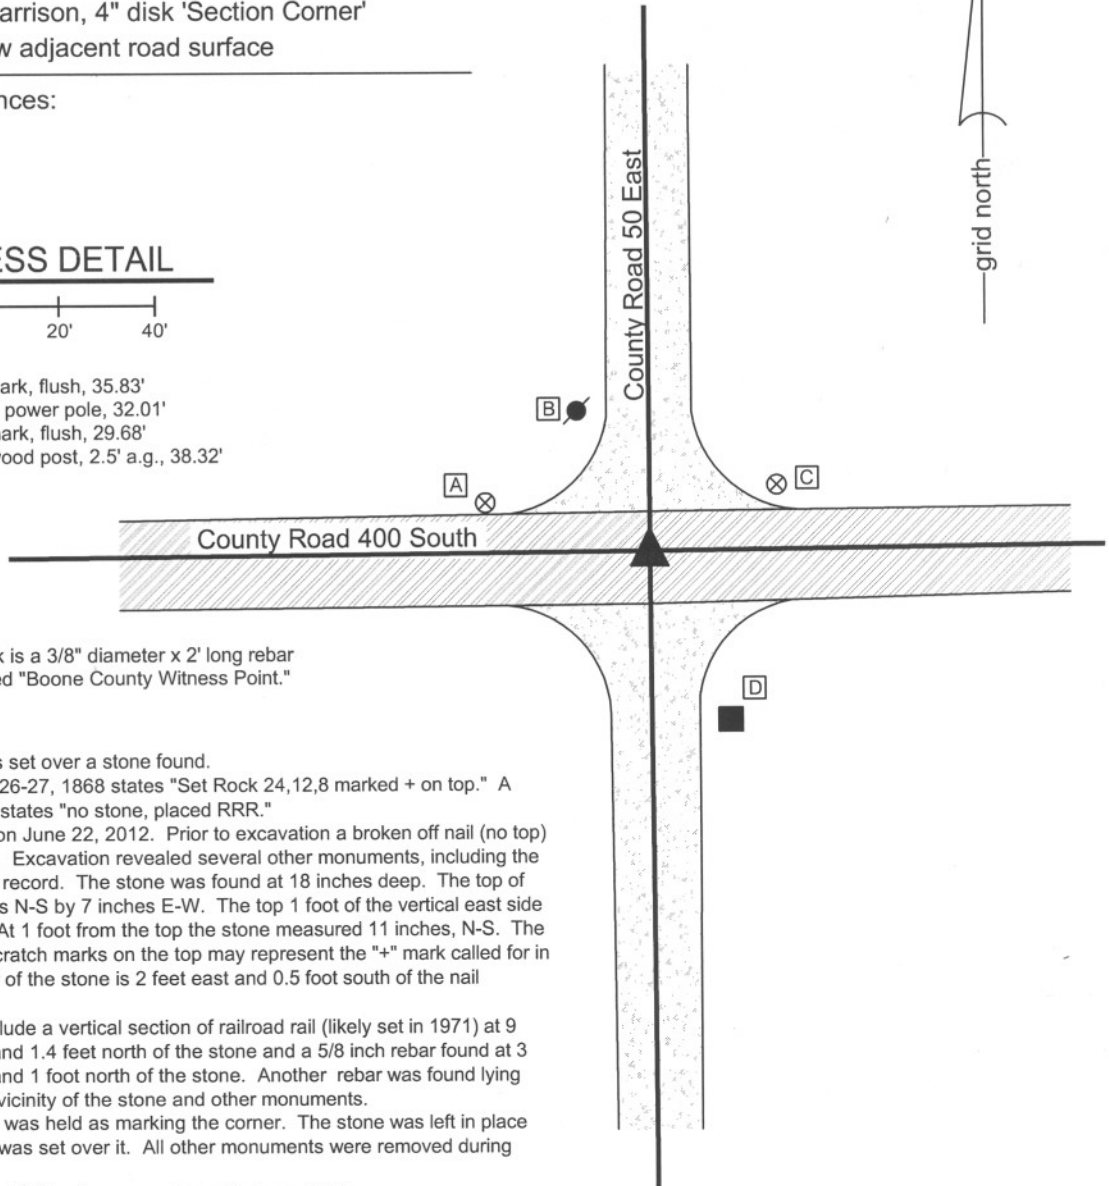 arrison, 4" disk 'Section Corner'
w adjacent road surface
nces:
ESS DETAIL
20' 40'
ark, flush, 35.83'
power pole, 32.01'
ark, flush, 29.68'
ood post, 2.5' a.g., 38.32'
County Road 50 East
grid north
B
A
C
County Road 400 South
D
k is a 3/8" diameter x 2' long rebar
ed "Boone County Witness Point."
s set over a stone found.
26-27, 1868 states "Set Rock 24,12,8 marked + on top." A
states "no stone, placed RRR."
on June 22, 2012. Prior to excavation a broken off nail (no top)
Excavation revealed several other monuments, including the
record. The stone was found at 18 inches deep. The top of
s N-S by 7 inches E-W. The top 1 foot of the vertical east side
At 1 foot from the top the stone measured 11 inches, N-S. The
cratch marks on the top may represent the "+" mark called for in
of the stone is 2 feet east and 0.5 foot south of the nail
lude a vertical section of railroad rail (likely set in 1971) at 9
nd 1.4 feet north of the stone and a 5/8 inch rebar found at 3
nd 1 foot north of the stone. Another rebar was found lying
vicinity of the stone and other monuments.
was held as marking the corner. The stone was left in place
was set over it. All other monuments were removed during